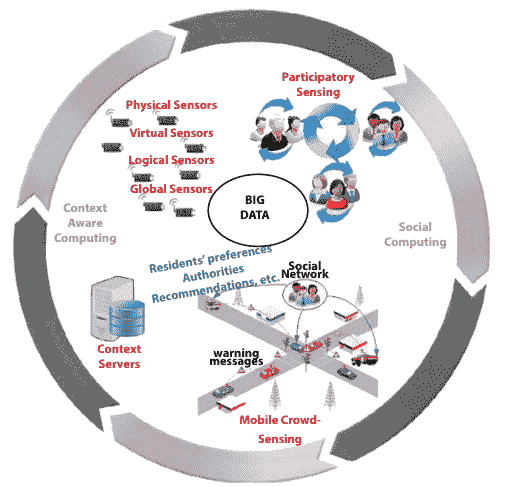 Physical Sensors
Virtual Sensors
Logical Sensors
Global Sensors
Participatory
Sensing
BIG
DATA
Context
Aware
Computing
Social
Computing
Residents' preferences
Authorities
Recommendations, etc.
Social
Network
Context
Servers
warning
messages
Mobile Crowd-
Sensing